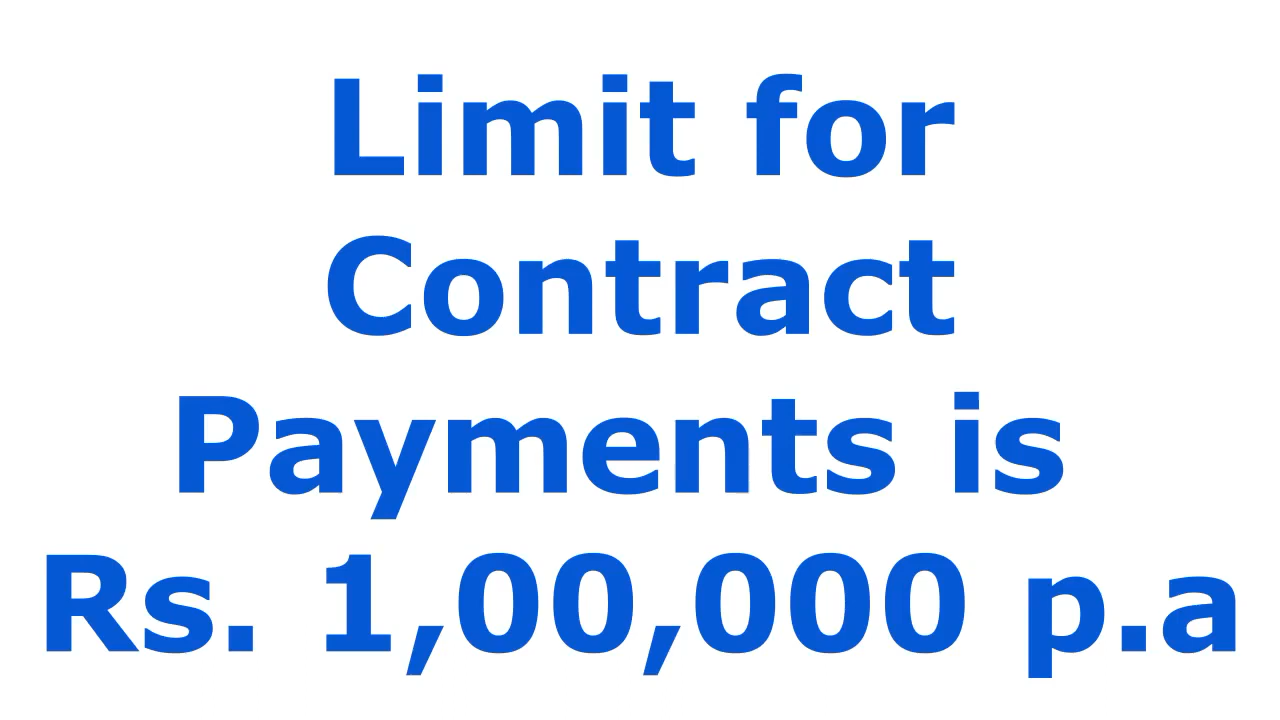 Limit for
Contract
Payments is
Rs. 1,00,000 p.a